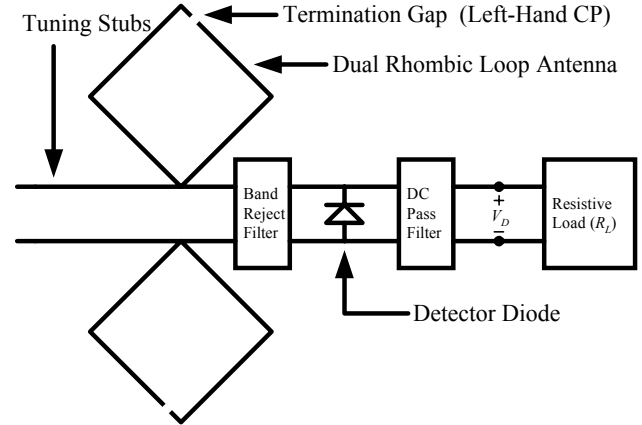 Termination Gap (Left-Hand CP)
Tuning Stubs
Dual Rhombic Loop Antenna
Band
Reject
Filter
DC
Pass
Filter
+
V_D
−
Resistive
Load (R_L)
Detector Diode